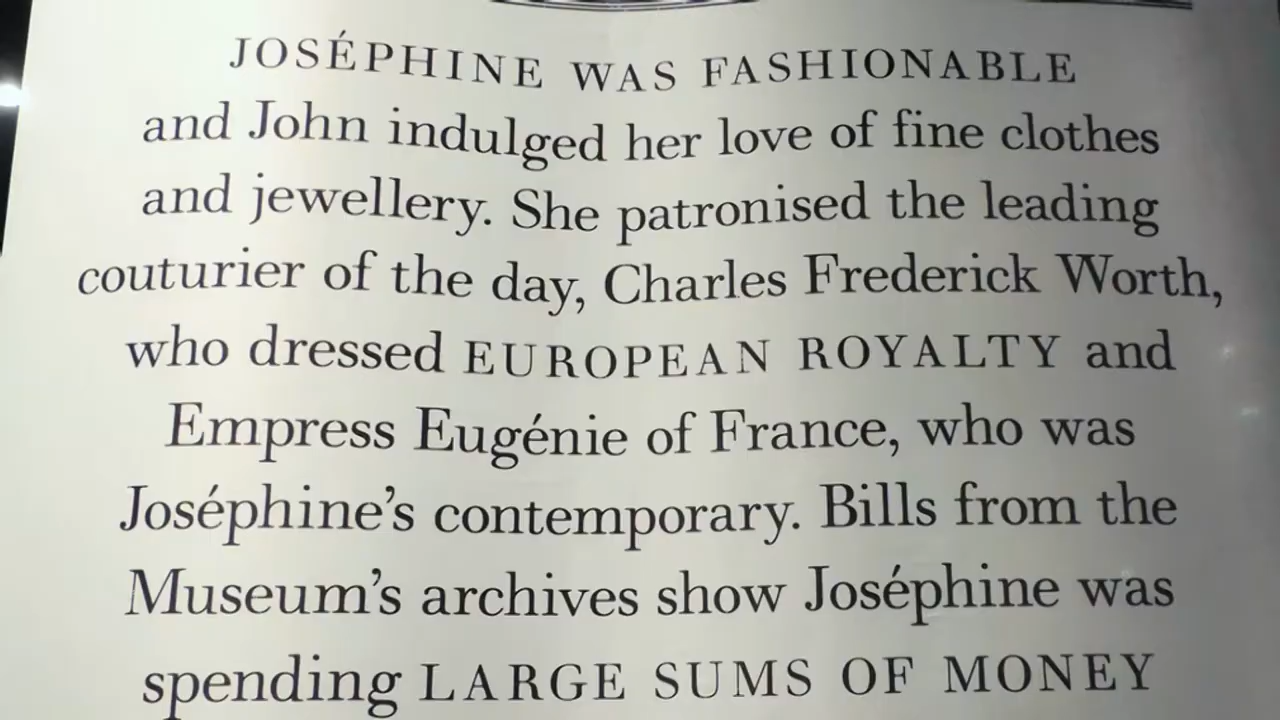 JOSÉPHINE WAS FASHIONABLE
and John indulged her love of fine clothes
and jewellery. She patronised the leading
couturier of the day, Charles Frederick Worth,
who dressed EUROPEAN ROYALTY and
Empress Eugénie of France, who was
Joséphine’s contemporary. Bills from the
Museum’s archives show Joséphine was
spending LARGE SUMS OF MONEY